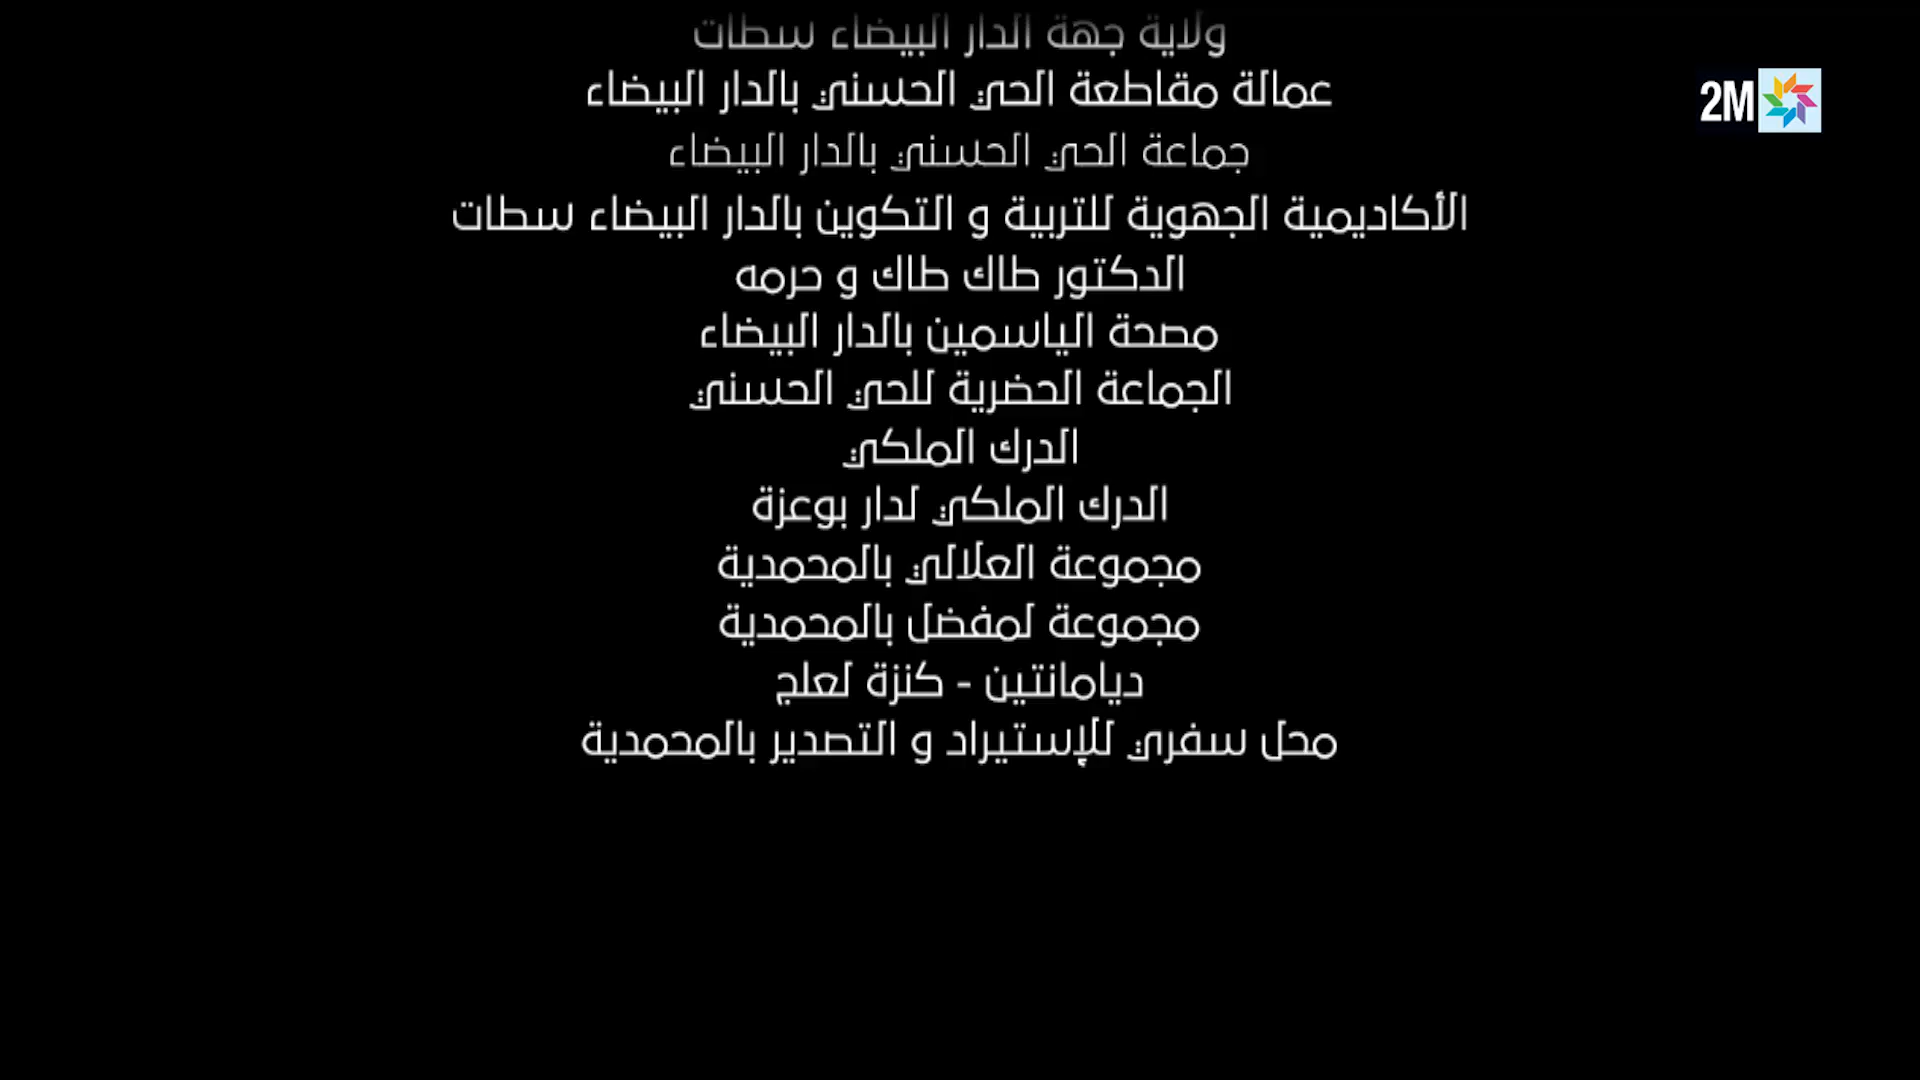 ولاية جهة الدار البيضاء سطات
2M
عمالة مقاطعة الحي الحسني بالدار البيضاء
جماعة الحي الحسني بالدار البيضاء
الأكاديمية الجهوية للتربية و التكوين بالدار البيضاء سطات
الدكتور طاك طاك و حرمه
مصحة الياسمين بالدار البيضاء
الجماعة الحضرية للحي الحسني
الدرك الملكي
الدرك الملكي لدار بوعزة
مجموعة العلالي بالمحمدية
مجموعة لمفضل بالمحمدية
ديامانتين - كنزة لعلج
محل سفري للإستيراد و التصدير بالمحمدية